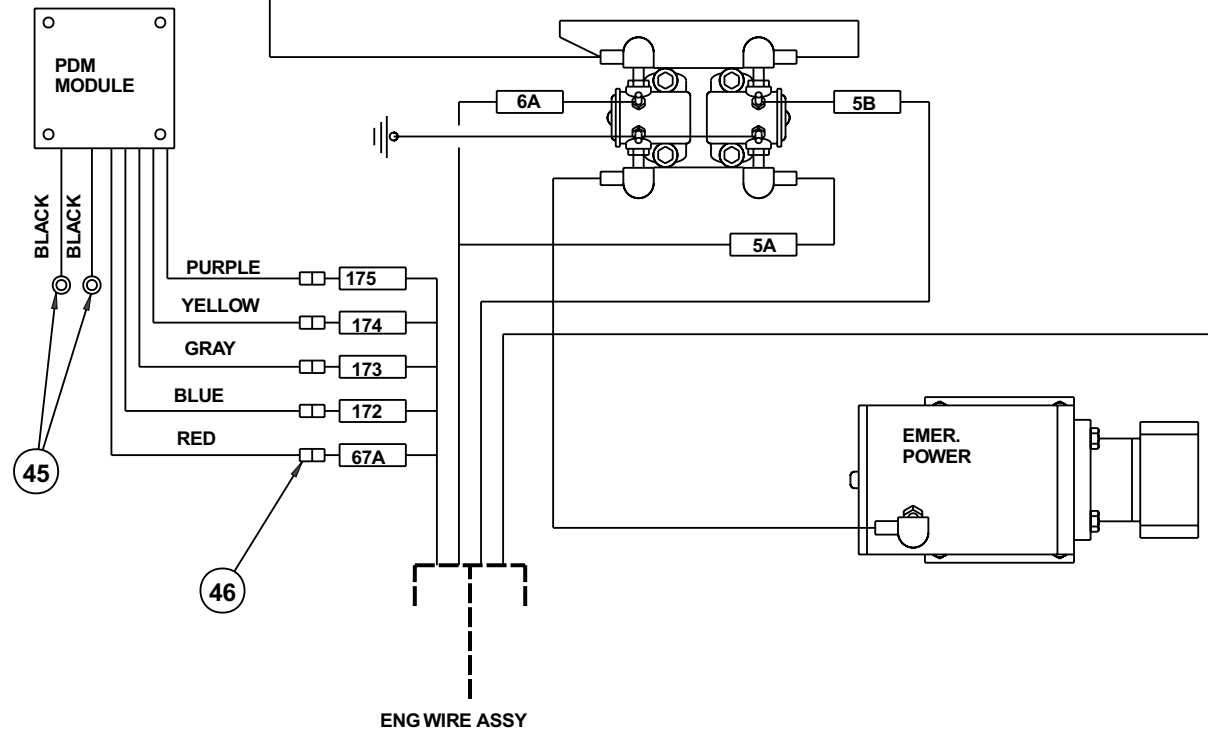 PDM
MODULE
6A
5B
BLACK
BLACK
5A
PURPLE
175
YELLOW
174
GRAY
173
BLUE
172
RED
67A
EMER.
POWER
45
46
ENG WIRE ASSY